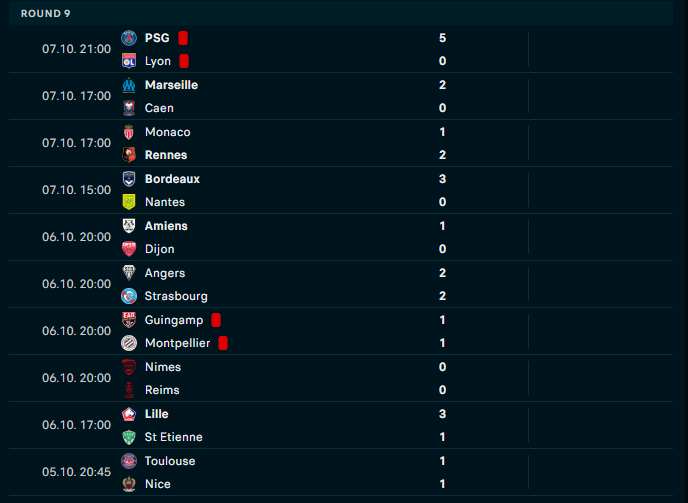 ROUND 9
07.10. 21:00 PSG 5
Lyon 0
07.10. 17:00 Marseille 2
Caen 0
07.10. 17:00 Monaco 1
Rennes 2
07.10. 15:00 Bordeaux 3
Nantes 0
06.10. 20:00 Amiens 1
Dijon 0
06.10. 20:00 Angers 2
Strasbourg 2
06.10. 20:00 Guingamp 1
Montpellier 1
06.10. 20:00 Nimes 0
Reims 0
06.10. 17:00 Lille 3
St Etienne 1
05.10. 20:45 Toulouse 1
Nice 1